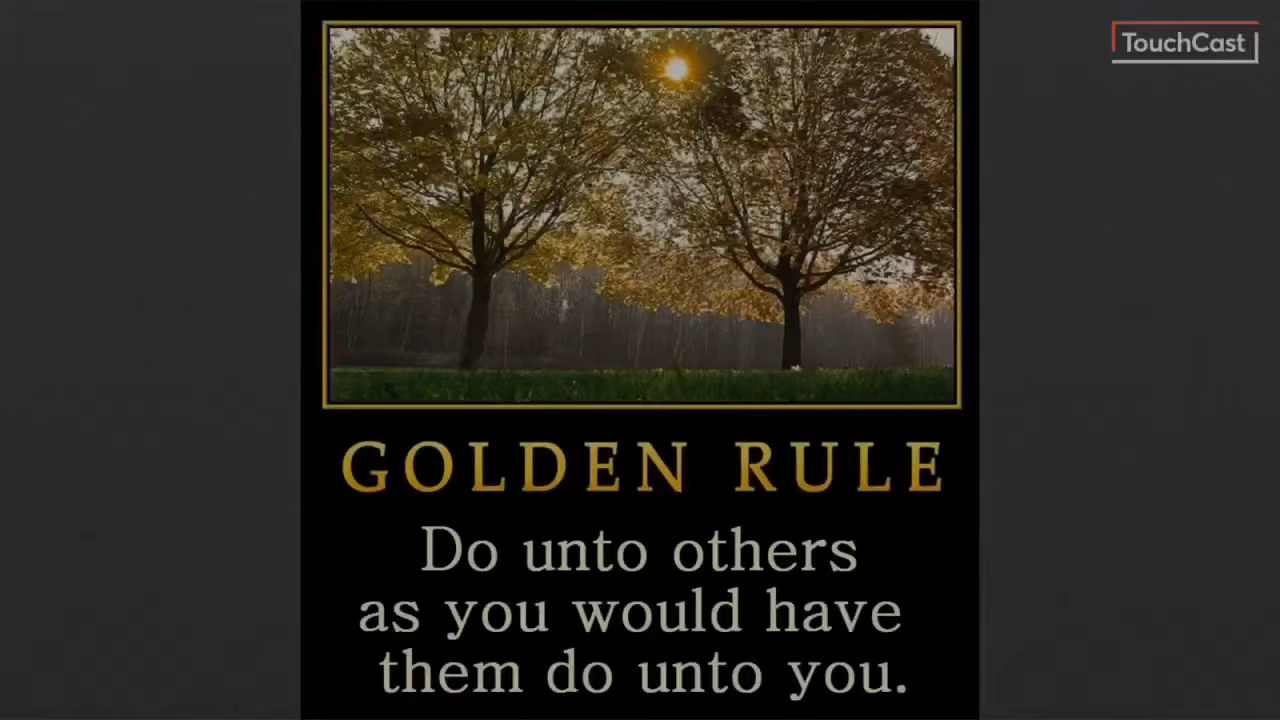 TouchCast
GOLDEN RULE
Do unto others
as you would have
them do unto you.